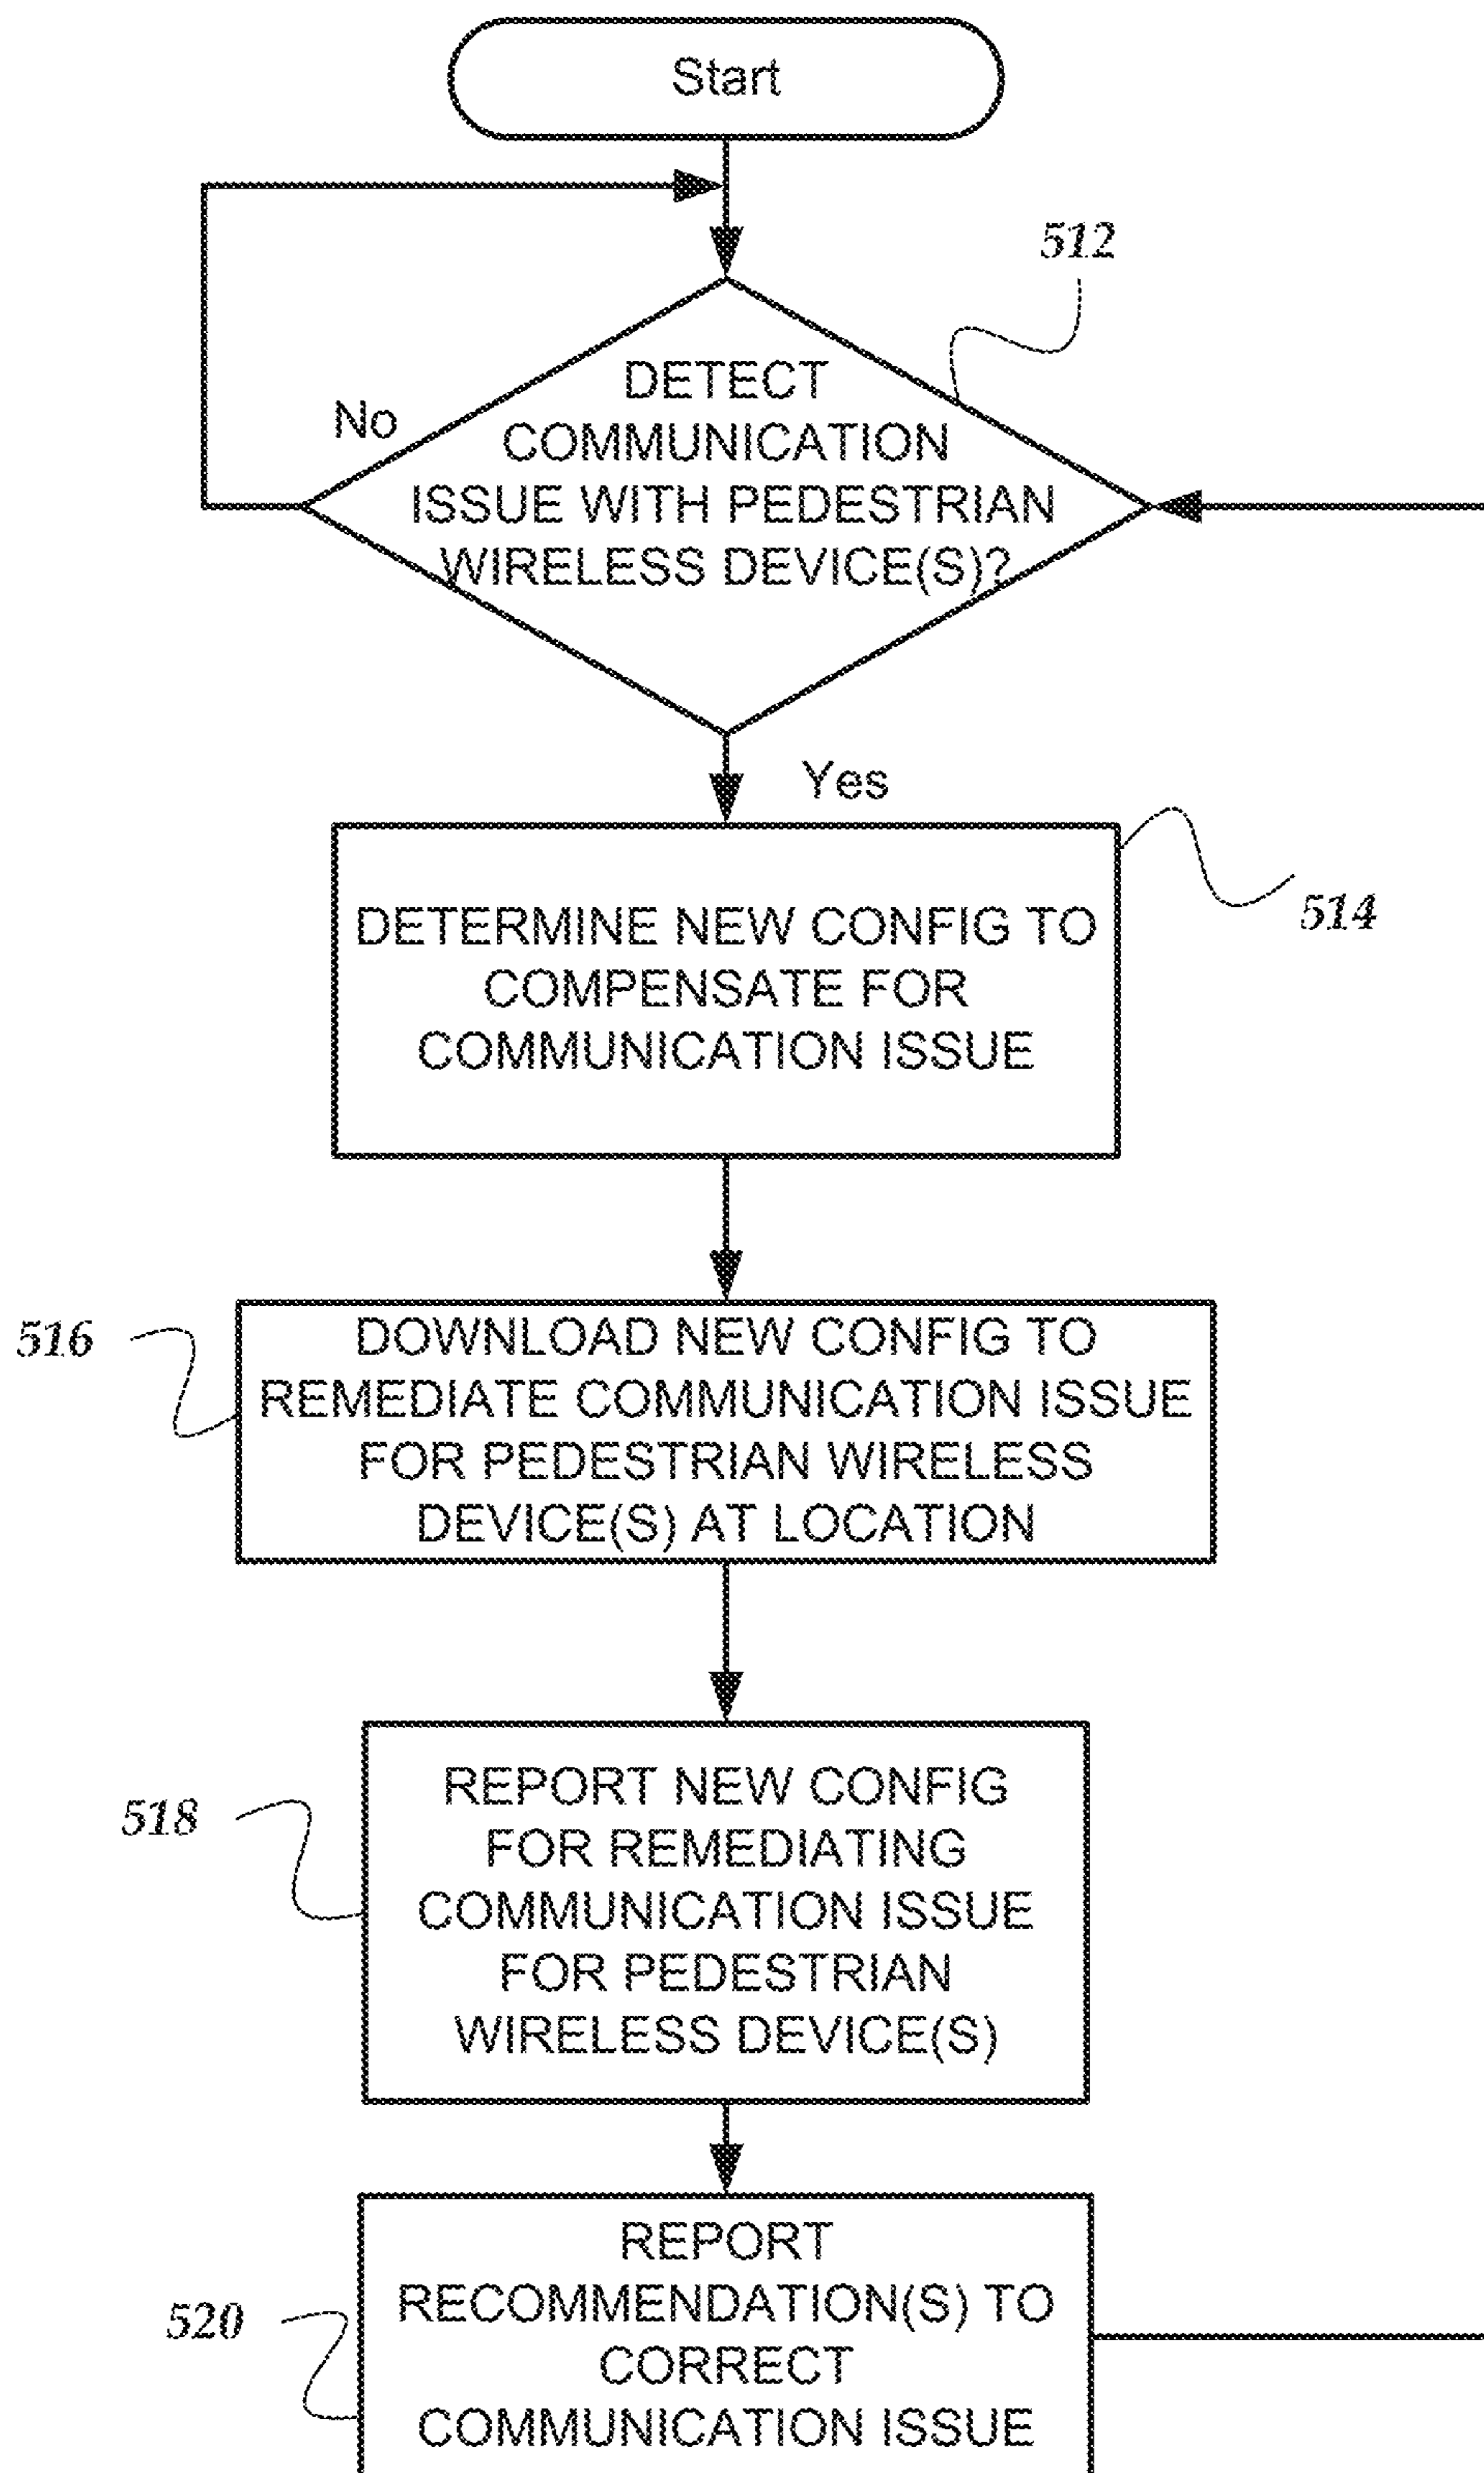 Start
512
No
DETECT
COMMUNICATION
ISSUE WITH PEDESTRIAN
WIRELESS DEVICE(S)?
Yes
514
DETERMINE NEW CONFIG TO
COMPENSATE FOR
COMMUNICATION ISSUE
516
DOWNLOAD NEW CONFIG TO
REMEDIATE COMMUNICATION ISSUE
FOR PEDESTRIAN WIRELESS
DEVICE(S) AT LOCATION
518
REPORT NEW CONFIG
FOR REMEDIATING
COMMUNICATION ISSUE
FOR PEDESTRIAN
WIRELESS DEVICE(S)
520
REPORT
RECOMMENDATION(S) TO
CORRECT
COMMUNICATION ISSUE